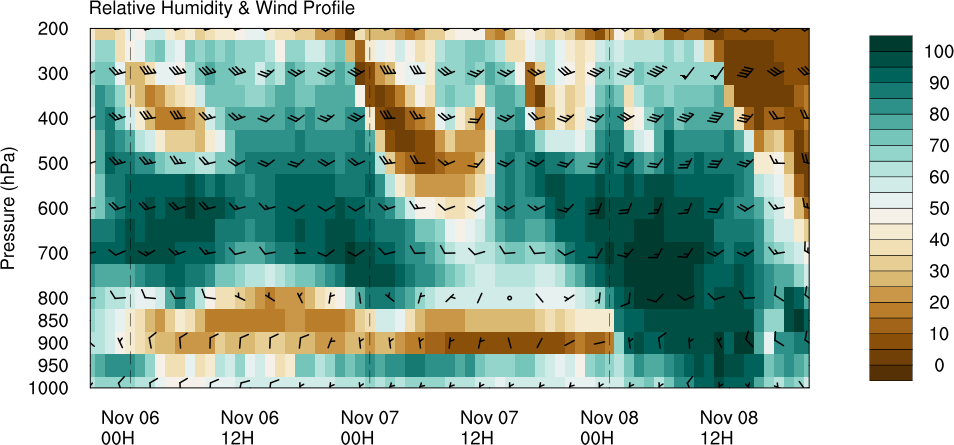 Relative Humidity & Wind Profile
200
300
400
500
600
700
800
850
900
950
1000
Pressure (hPa)
Nov 06
00H
Nov 06
12H
Nov 07
00H
Nov 07
12H
Nov 08
00H
Nov 08
12H
100
90
80
70
60
50
40
30
20
10
0